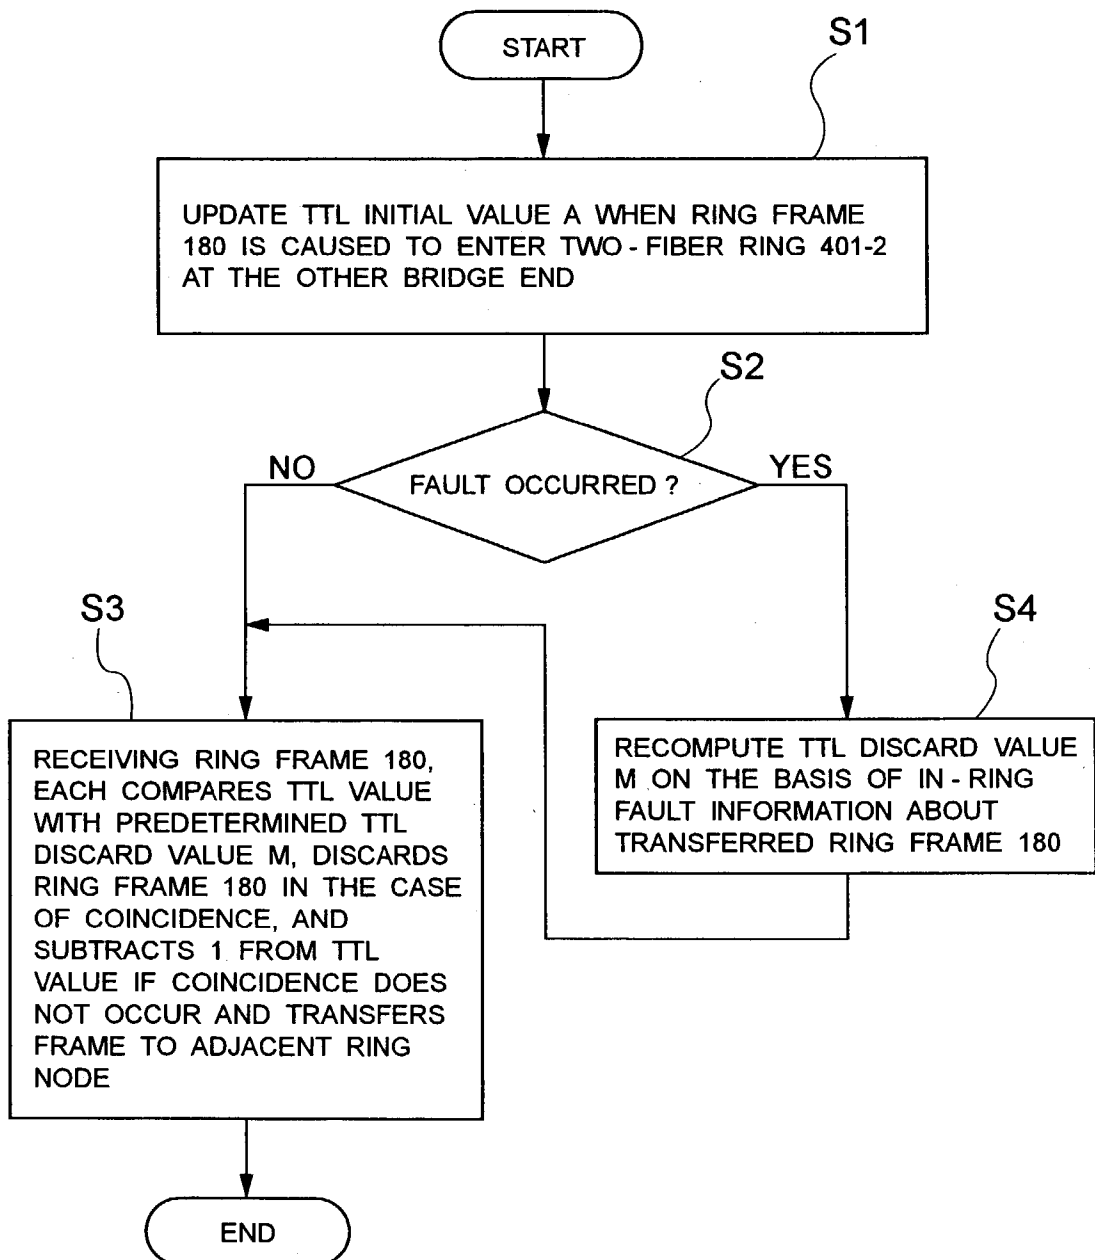 START
S1
UPDATE TTL INITIAL VALUE A WHEN RING FRAME
180 IS CAUSED TO ENTER TWO-FIBER RING 401-2
AT THE OTHER BRIDGE END
S2
NO
FAULT OCCURRED ?
YES
S3
S4
RECEIVING RING FRAME 180,
EACH COMPARES TTL VALUE
WITH PREDETERMINED TTL
DISCARD VALUE M, DISCARDS
RING FRAME 180 IN THE CASE
OF COINCIDENCE, AND
SUBTRACTS 1 FROM TTL
VALUE IF COINCIDENCE DOES
NOT OCCUR AND TRANSFERS
FRAME TO ADJACENT RING
NODE
RECOMPUTE TTL DISCARD VALUE
M ON THE BASIS OF IN-RING
FAULT INFORMATION ABOUT
TRANSFERRED RING FRAME 180
END